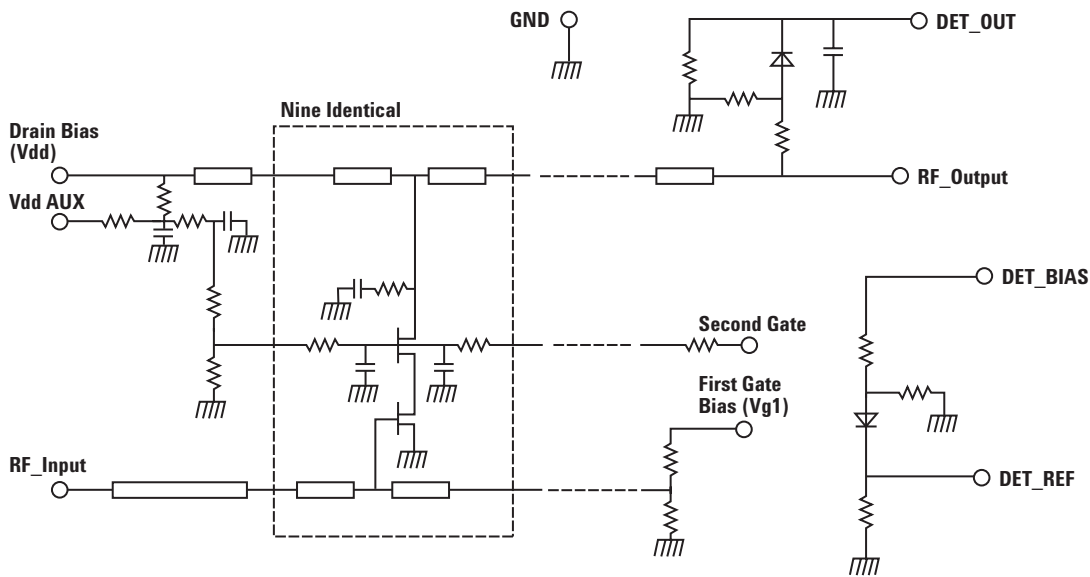 GND
DET_OUT
Nine Identical
Drain Bias
(Vdd)
RF_Output
Vdd AUX
DET_BIAS
Second Gate
First Gate
Bias (Vg1)
RF_Input
DET_REF